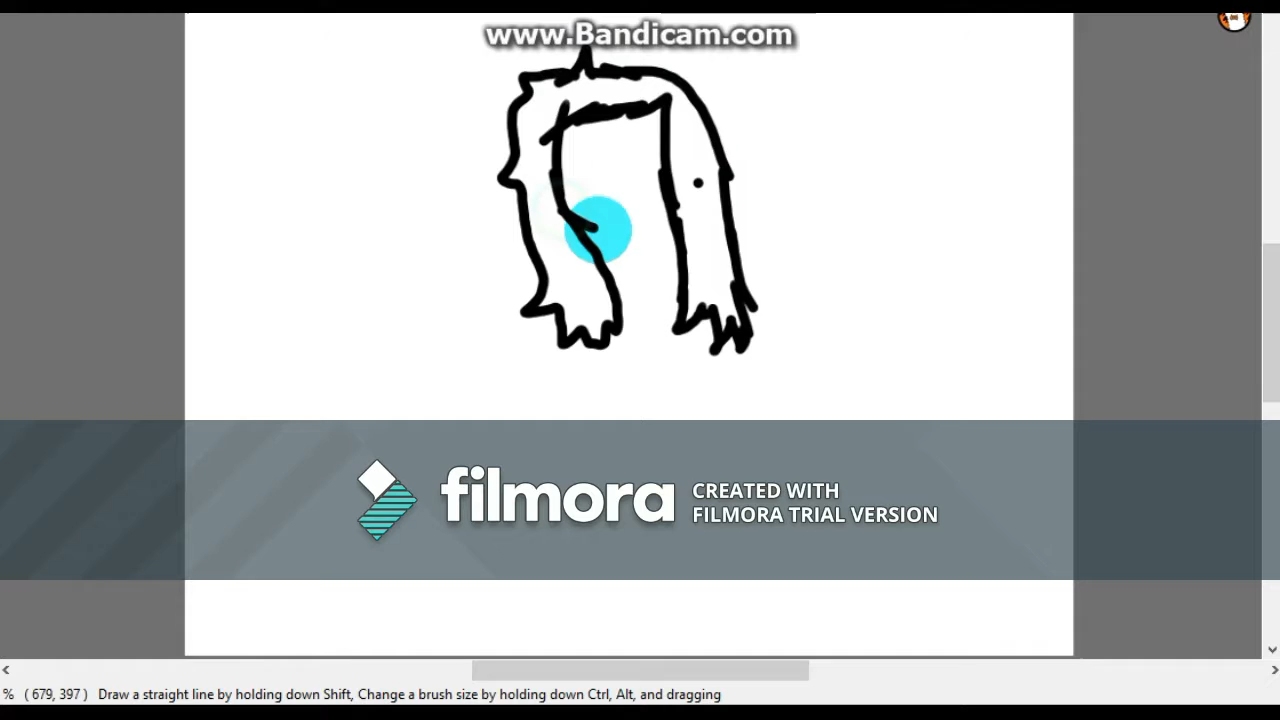 www.Bandicam.com
filmora
CREATED WITH
FILMORA TRIAL VERSION
% ( 679, 397 ) Draw a straight line by holding down Shift, Change a brush size by holding down Ctrl, Alt, and dragging